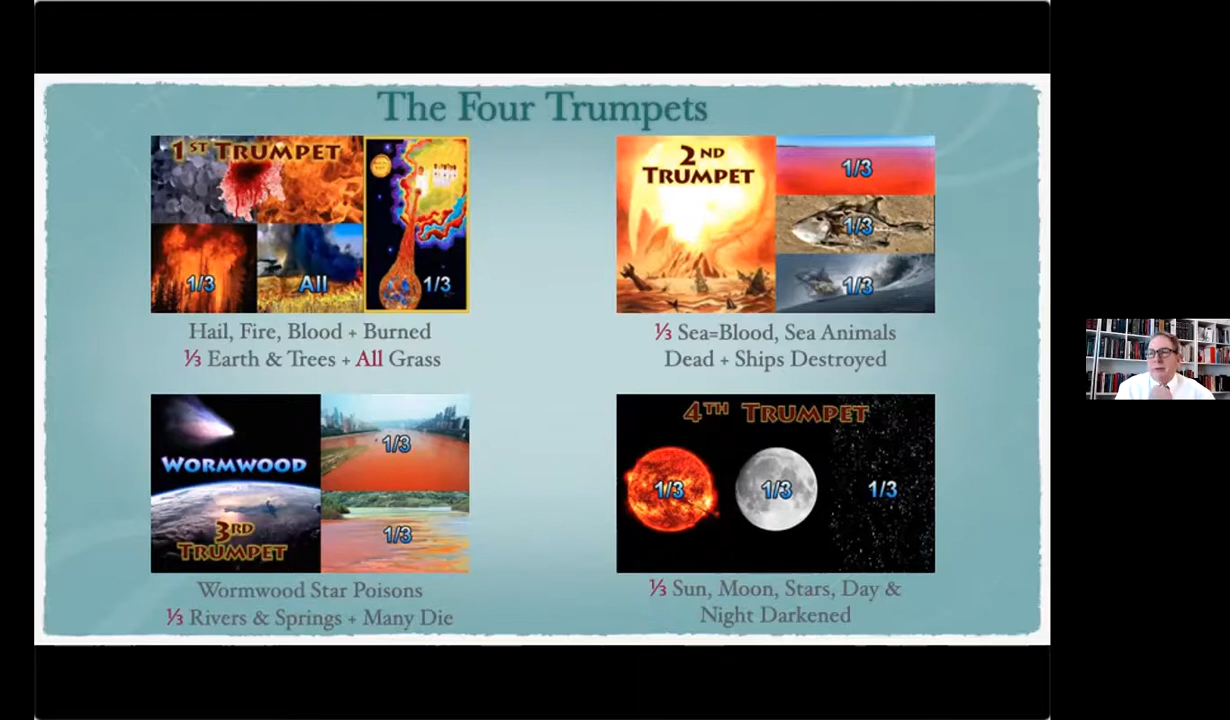 The Four Trumpets
1ST TRUMPET
1/3
All
1/3
Hail, Fire, Blood + Burned
⅓ Earth & Trees + All Grass
2ND
TRUMPET
1/3
1/3
1/3
⅓ Sea=Blood, Sea Animals
Dead + Ships Destroyed
WORMWOOD
3RD
TRUMPET
1/3
1/3
Wormwood Star Poisons
⅓ Rivers & Springs + Many Die
4TH TRUMPET
1/3
1/3
1/3
⅓ Sun, Moon, Stars, Day &
Night Darkened